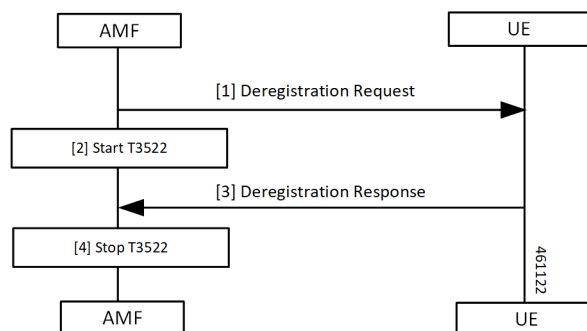 AMF
UE
[1] Deregistration Request
[2] Start T3522
[3] Deregistration Response
[4] Stop T3522
461122
AMF
UE